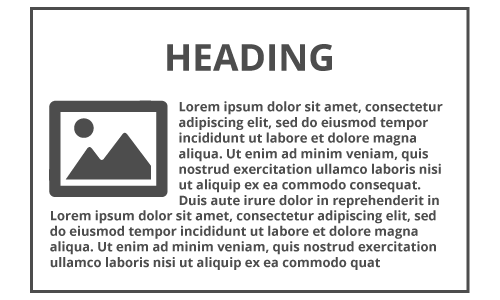 HEADING
Lorem ipsum dolor sit amet, consectetur
adipiscing elit, sed do eiusmod tempor
incididunt ut labore et dolore magna
aliqua. Ut enim ad minim veniam, quis
nostrud exercitation ullamco laboris nisi
ut aliquip ex ea commodo consequat.
Duis aute irure dolor in reprehenderit in
Lorem ipsum dolor sit amet, consectetur adipiscing elit, sed
do eiusmod tempor incididunt ut labore et dolore magna
aliqua. Ut enim ad minim veniam, quis nostrud exercitation
ullamco laboris nisi ut aliquip ex ea commodo quat